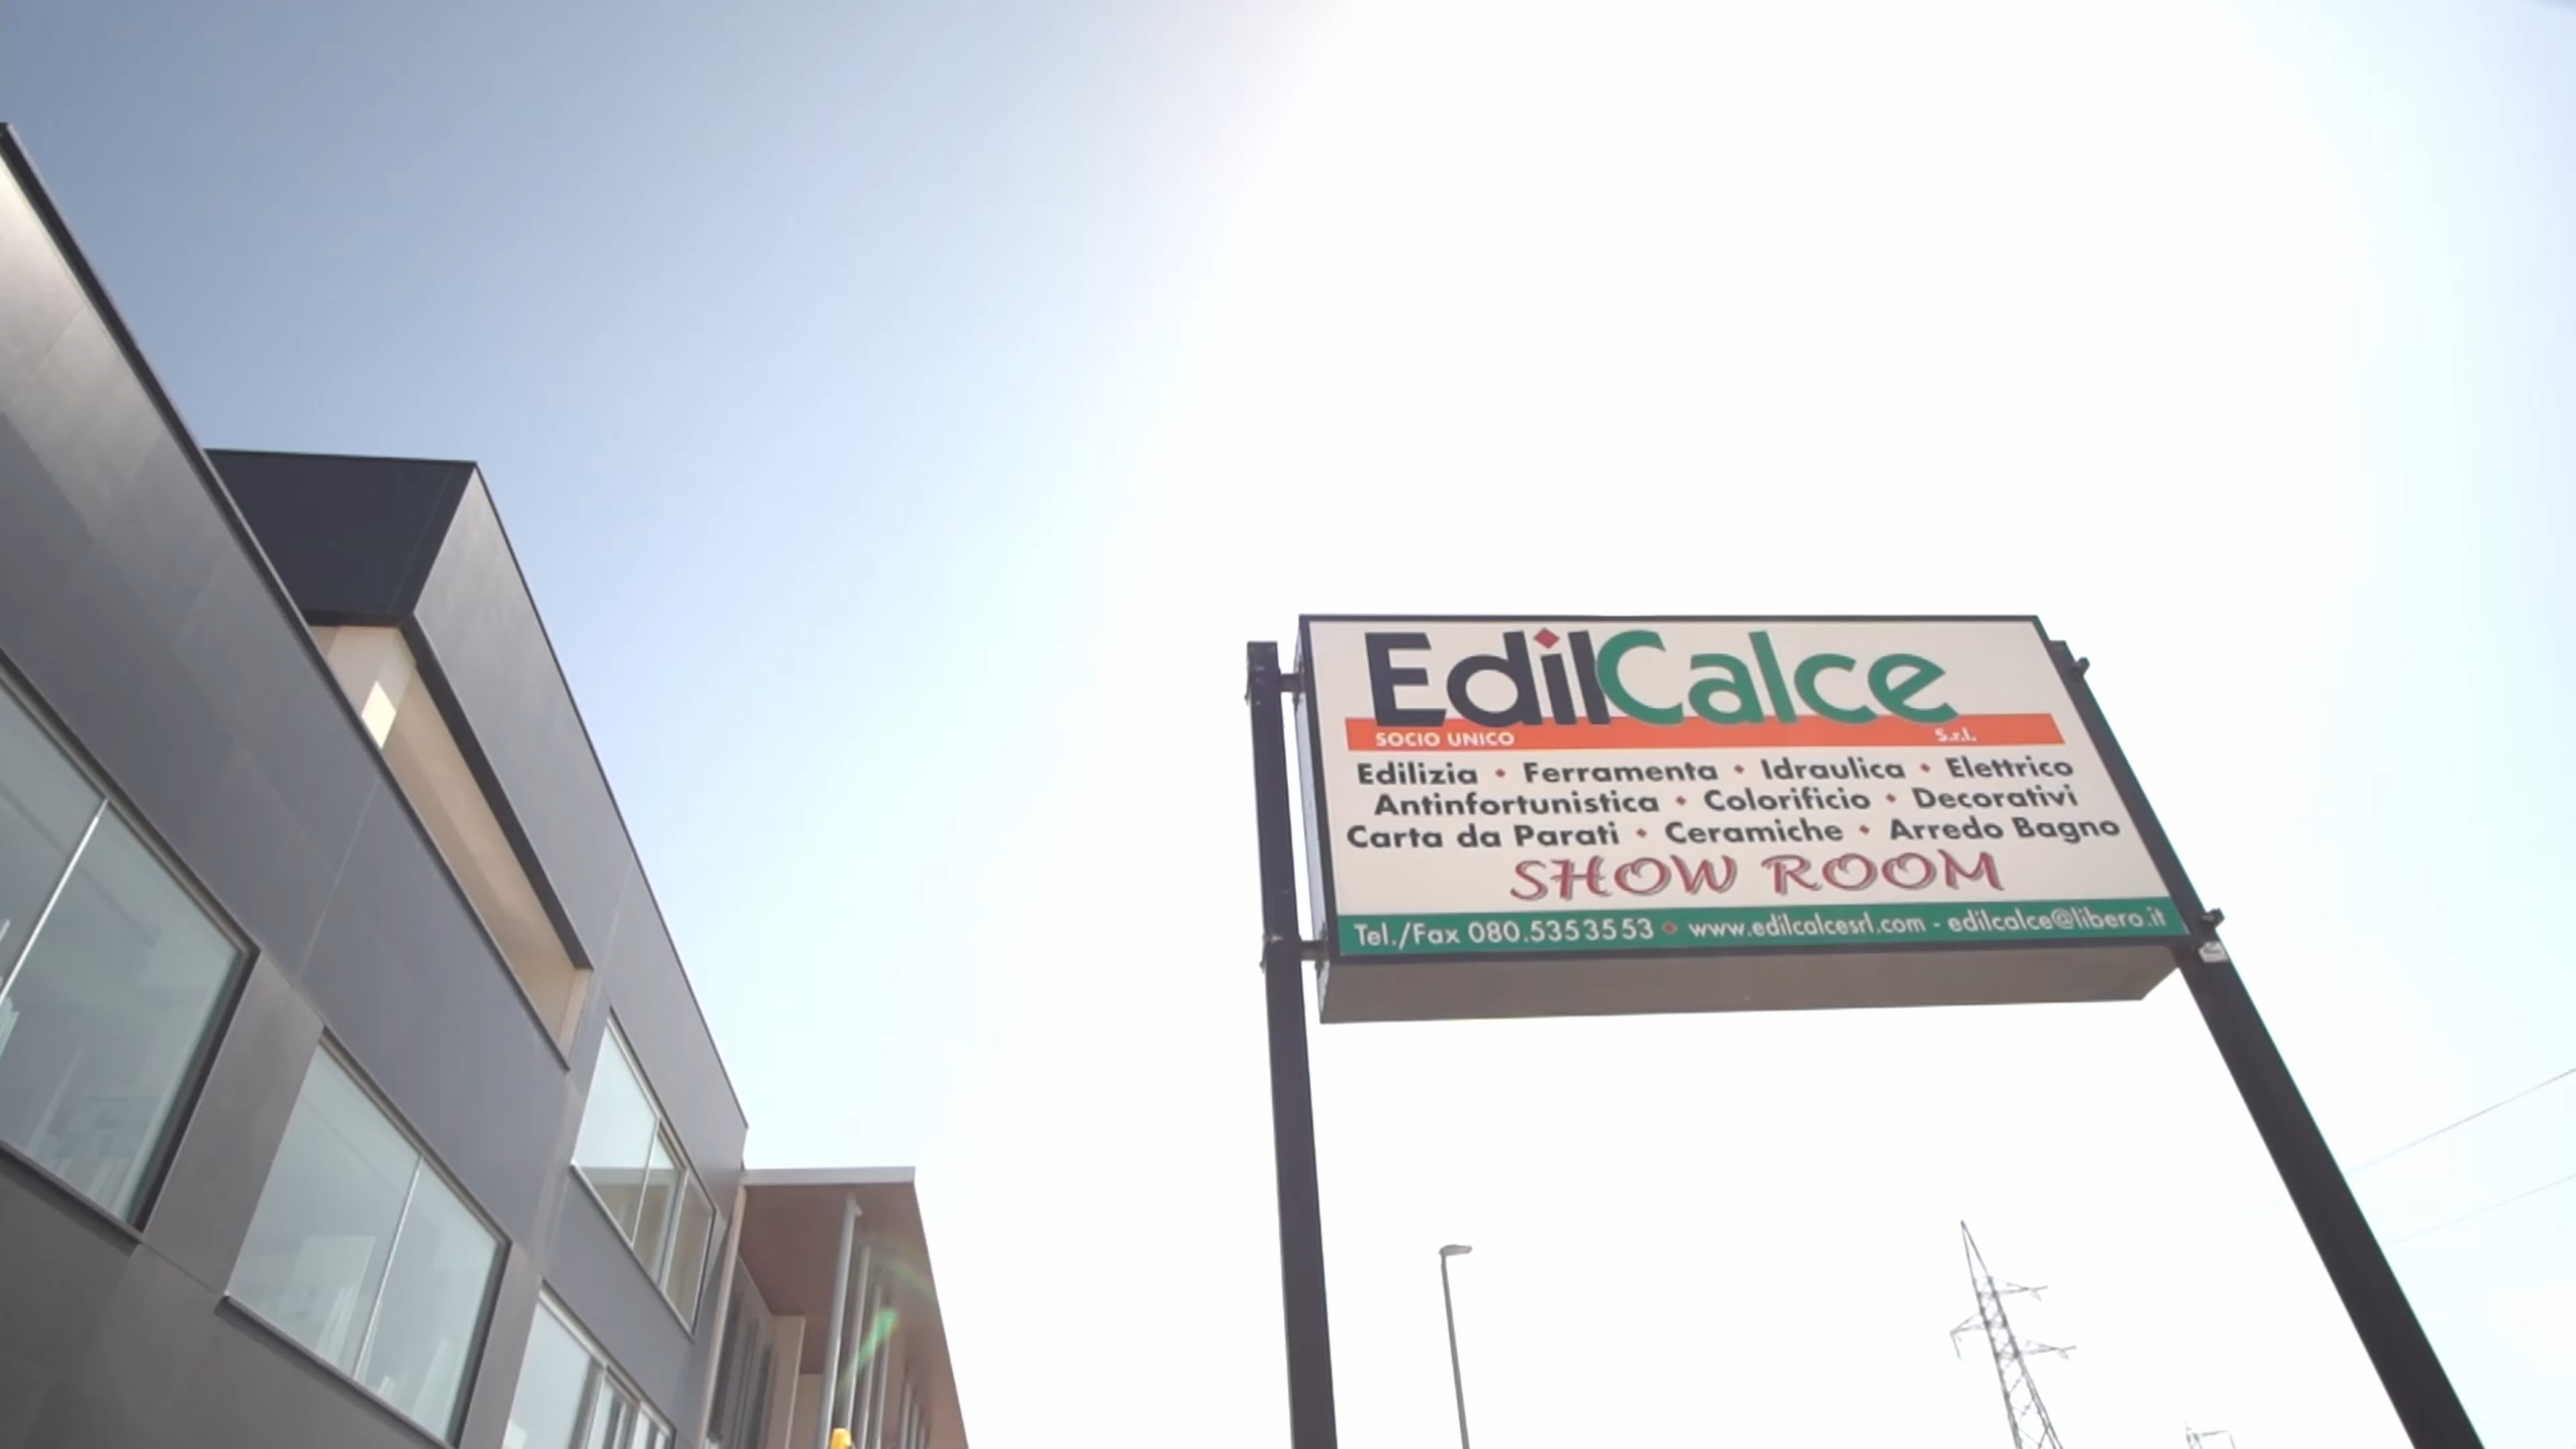 EdilCalce
SOCIO UNICO S.r.l.
Edilizia • Ferramenta • Idraulica • Elettrico
Antinfortunistica • Colorificio • Decorativi
Carta da Parati • Ceramiche • Arredo Bagno
SHOW ROOM
Tel./Fax 080.5353553 • www.edilcalcesrl.com - edilcalce@libero.it